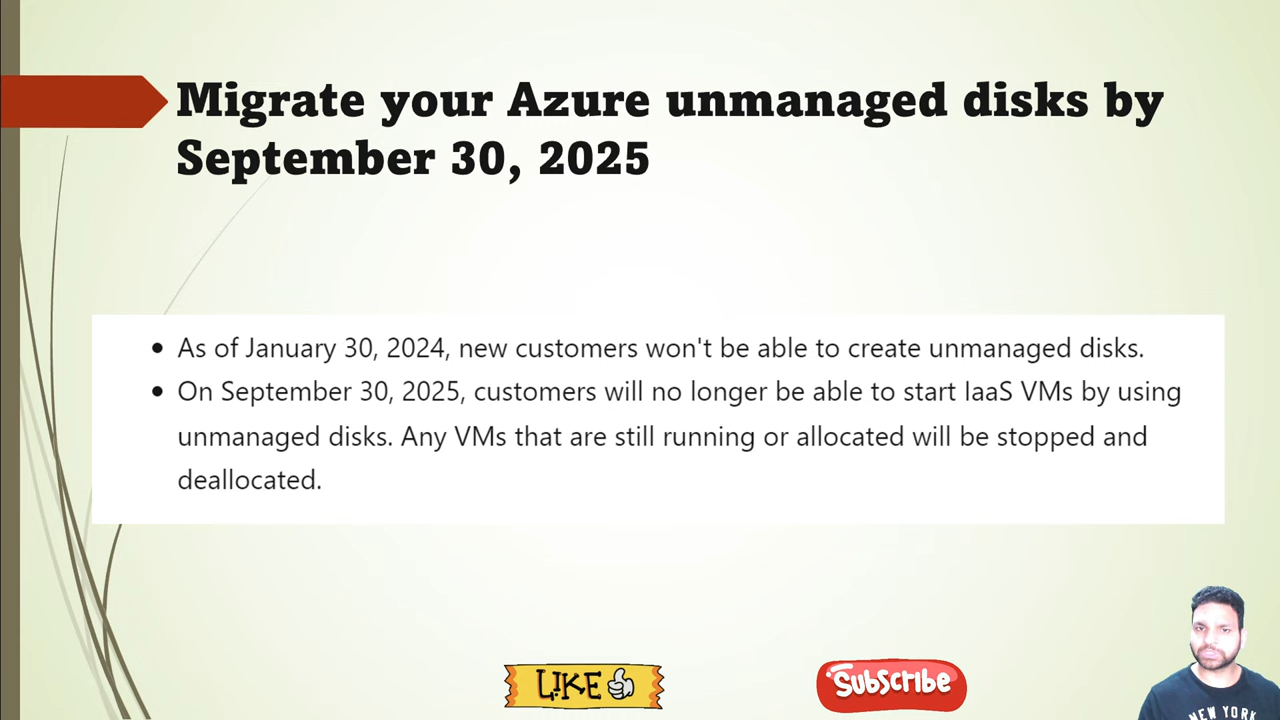 Migrate your Azure unmanaged disks by
September 30, 2025
• As of January 30, 2024, new customers won't be able to create unmanaged disks.
• On September 30, 2025, customers will no longer be able to start IaaS VMs by using
unmanaged disks. Any VMs that are still running or allocated will be stopped and
deallocated.
LIKE
SUBSCRIBE
NEW YORK